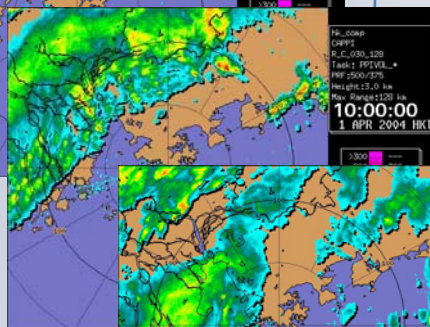 >300
hk_comp
CAPPI
R_C_030_128
Task: PPIVOL_*
PRF:500/375
Height:3.0 km
Max Range:128 km
10:00:00
1 APR 2004 HKT
>300